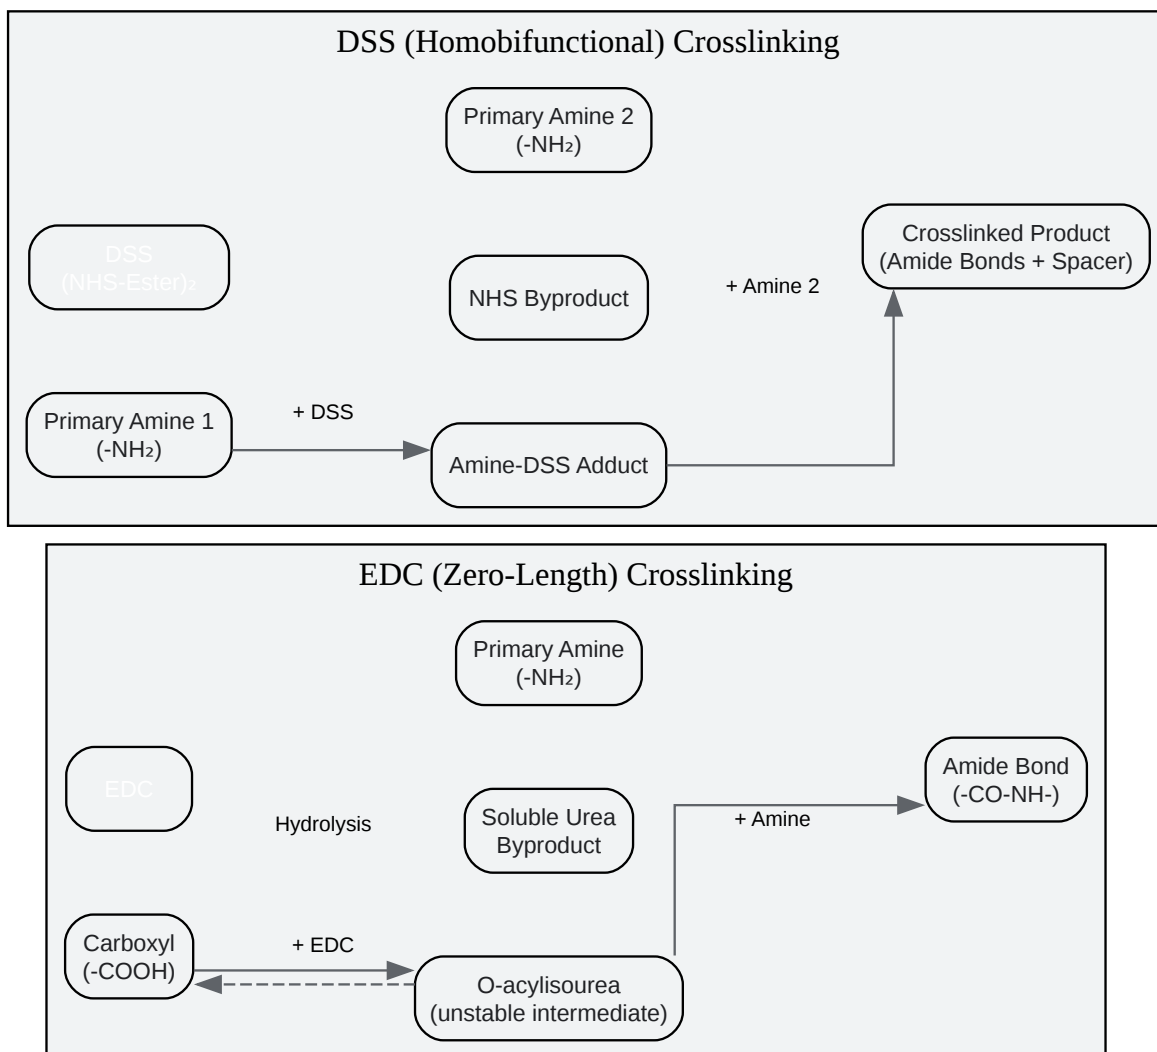 DSS (Homobifunctional) Crosslinking
Primary Amine 2
(-NH₂)
DSS
(NHS-Ester)₂
NHS Byproduct
+ Amine 2
Crosslinked Product
(Amide Bonds + Spacer)
Primary Amine 1
(-NH₂)
+ DSS
Amine-DSS Adduct
EDC (Zero-Length) Crosslinking
Primary Amine
(-NH₂)
EDC
Hydrolysis
Soluble Urea
Byproduct
+ Amine
Amide Bond
(-CO-NH-)
Carboxyl
(-COOH)
+ EDC
O-acylisourea
(unstable intermediate)